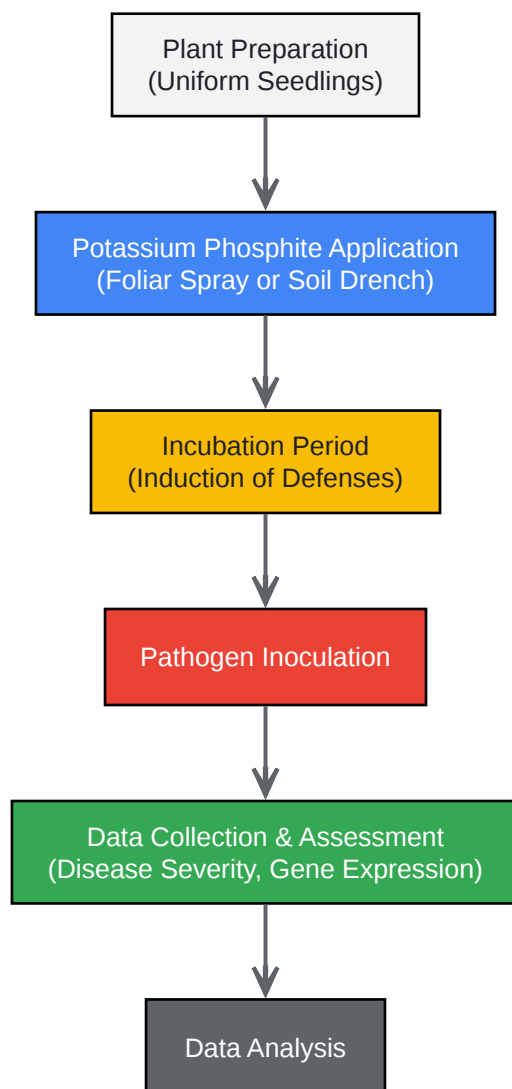 Plant Preparation
(Uniform Seedlings)
Potassium Phosphite Application
(Foliar Spray or Soil Drench)
Incubation Period
(Induction of Defenses)
Pathogen Inoculation
Data Collection & Assessment
(Disease Severity, Gene Expression)
Data Analysis